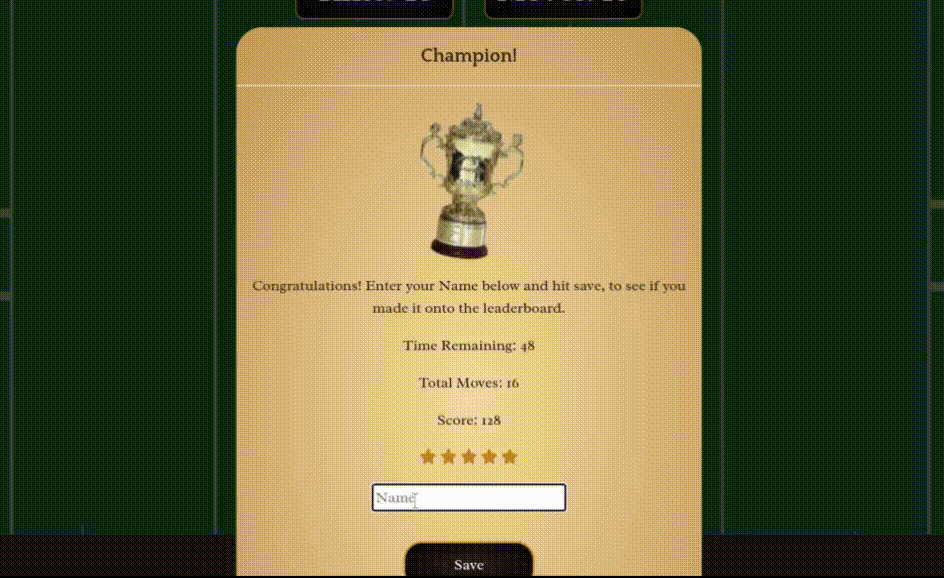 Champion!
Congratulations! Enter your Name below and hit save, to see if you
made it onto the leaderboard.
Time Remaining: 48
Total Moves: 16
Score: 128
Name
Save